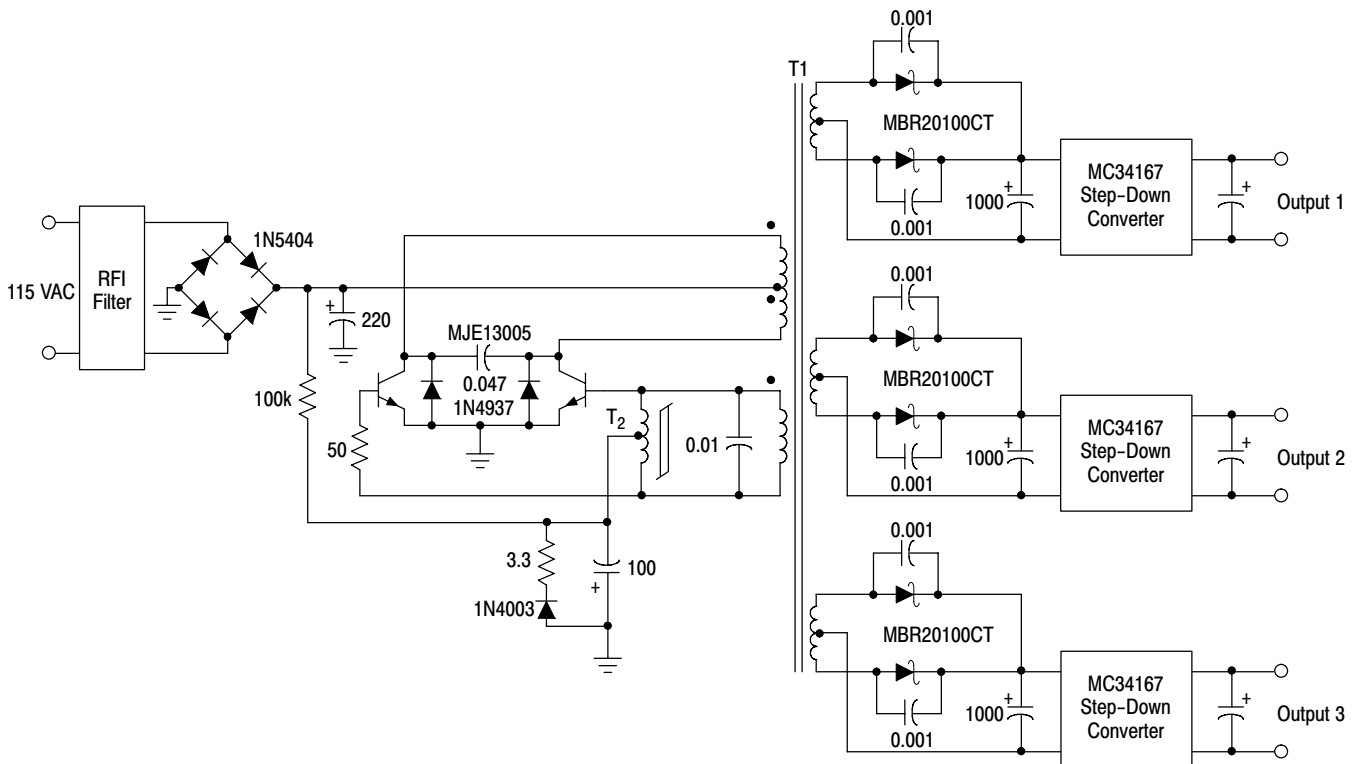 0.001
T1
MBR20100CT
0.001
1000
+
MC34167
Step-Down
Converter
+
Output 1
115 VAC
RFI
Filter
1N5404
+
220
100k
MJE13005
0.047
1N4937
50
T2
0.01
3.3
1N4003
100
+
0.001
MBR20100CT
0.001
1000
+
MC34167
Step-Down
Converter
+
Output 2
0.001
MBR20100CT
0.001
1000
+
MC34167
Step-Down
Converter
+
Output 3